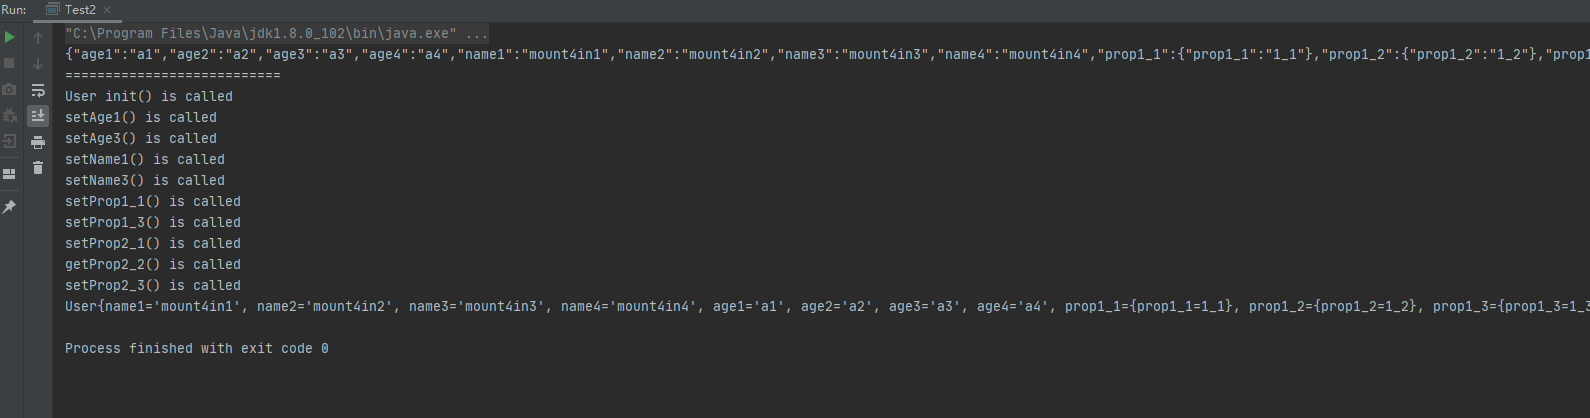 Run: Test2
"C:\Program Files\Java\jdk1.8.0_102\bin\java.exe" ...
{"age1":"a1","age2":"a2","age3":"a3","age4":"a4","name1":"mount4in1","name2":"mount4in2","name3":"mount4in3","name4":"mount4in4","prop1_1":{"prop1_1":"1_1"},"prop1_2":{"prop1_2":"1_2"},"prop1
===========================
User init() is called
setAge1() is called
setAge3() is called
setName1() is called
setName3() is called
setProp1_1() is called
setProp1_3() is called
setProp2_1() is called
getProp2_2() is called
setProp2_3() is called
User{name1='mount4in1', name2='mount4in2', name3='mount4in3', name4='mount4in4', age1='a1', age2='a2', age3='a3', age4='a4', prop1_1={prop1_1=1_1}, prop1_2={prop1_2=1_2}, prop1_3={prop1_3=1_3
Process finished with exit code 0